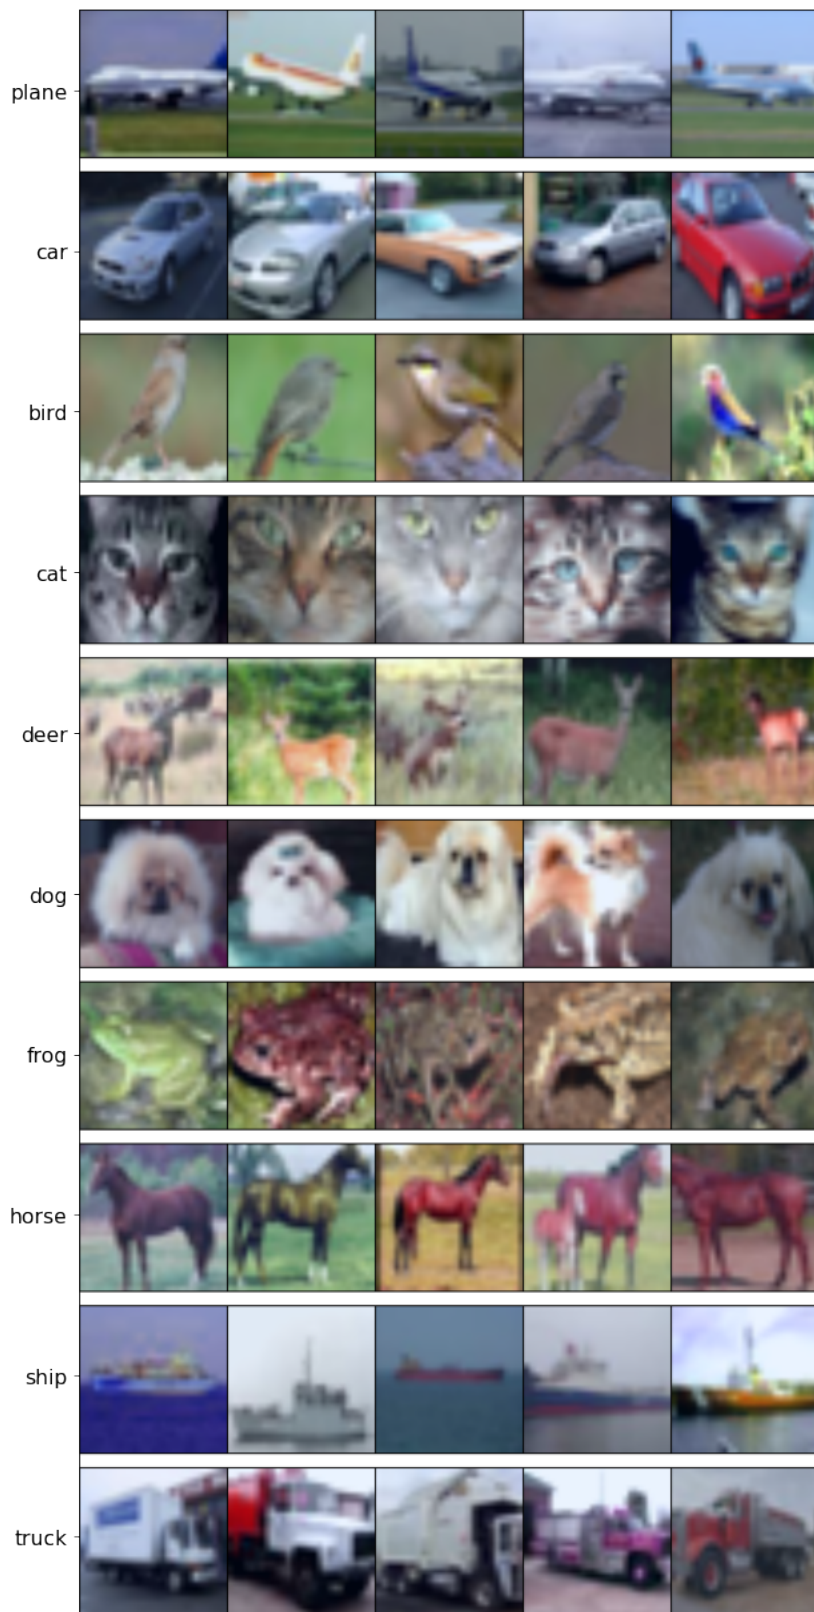 plane
car
bird
cat
deer
dog
frog
horse
ship
truck